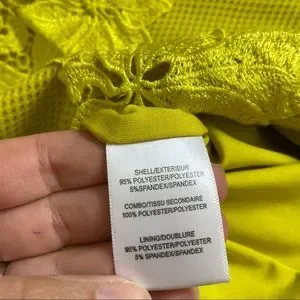 SHELL/EXTERIEUR
95% POLYESTER/POLYESTER
5%SPANDEX/SPANDEX
COMBO/TISSU SECONDAIRE
100% POLYESTER/POLYESTER
LINING/DOUBLURE
95% POLYESTER/POLYESTER
5% SPANDEX/SPANDEX